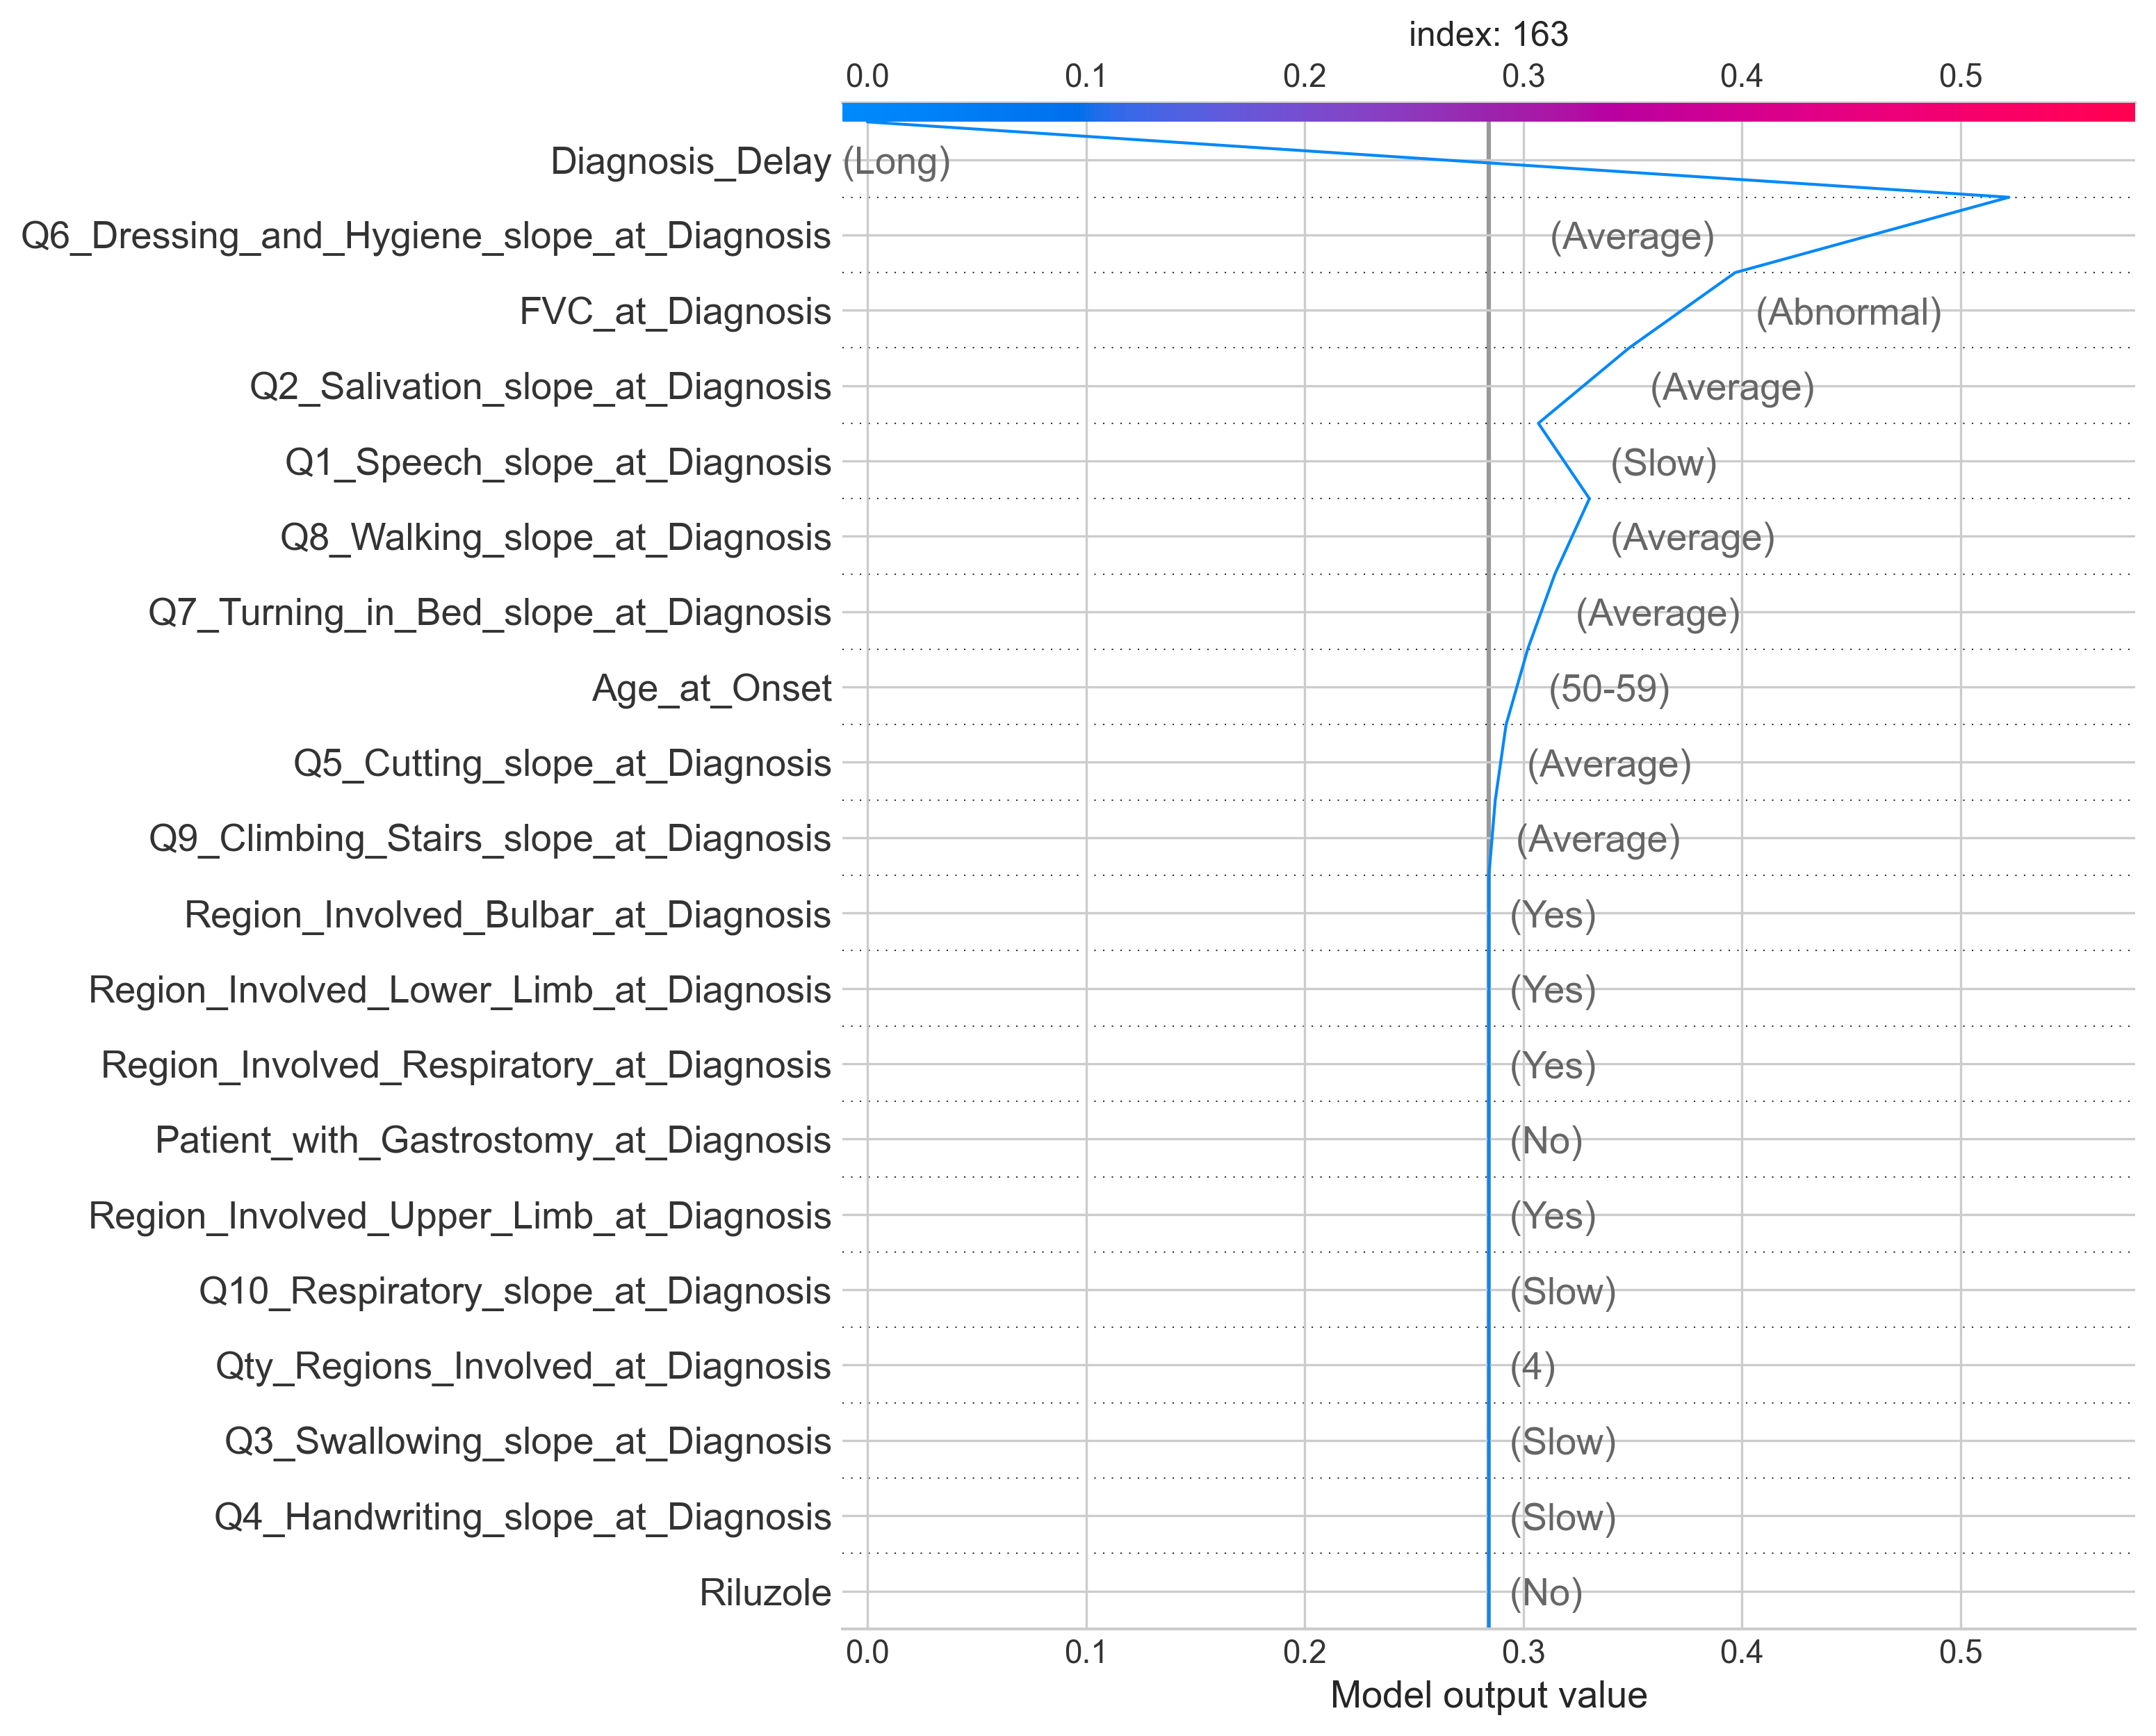 index: 163
0.0 0.1 0.2 0.3 0.4 0.5
Diagnosis_Delay (Long)
Q6_Dressing_and_Hygiene_slope_at_Diagnosis (Average)
FVC_at_Diagnosis (Abnormal)
Q2_Salivation_slope_at_Diagnosis (Average)
Q1_Speech_slope_at_Diagnosis (Slow)
Q8_Walking_slope_at_Diagnosis (Average)
Q7_Turning_in_Bed_slope_at_Diagnosis (Average)
Age_at_Onset (50-59)
Q5_Cutting_slope_at_Diagnosis (Average)
Q9_Climbing_Stairs_slope_at_Diagnosis (Average)
Region_Involved_Bulbar_at_Diagnosis (Yes)
Region_Involved_Lower_Limb_at_Diagnosis (Yes)
Region_Involved_Respiratory_at_Diagnosis (Yes)
Patient_with_Gastrostomy_at_Diagnosis (No)
Region_Involved_Upper_Limb_at_Diagnosis (Yes)
Q10_Respiratory_slope_at_Diagnosis (Slow)
Qty_Regions_Involved_at_Diagnosis (4)
Q3_Swallowing_slope_at_Diagnosis (Slow)
Q4_Handwriting_slope_at_Diagnosis (Slow)
Riluzole (No)
0.0 0.1 0.2 0.3 0.4 0.5
Model output value